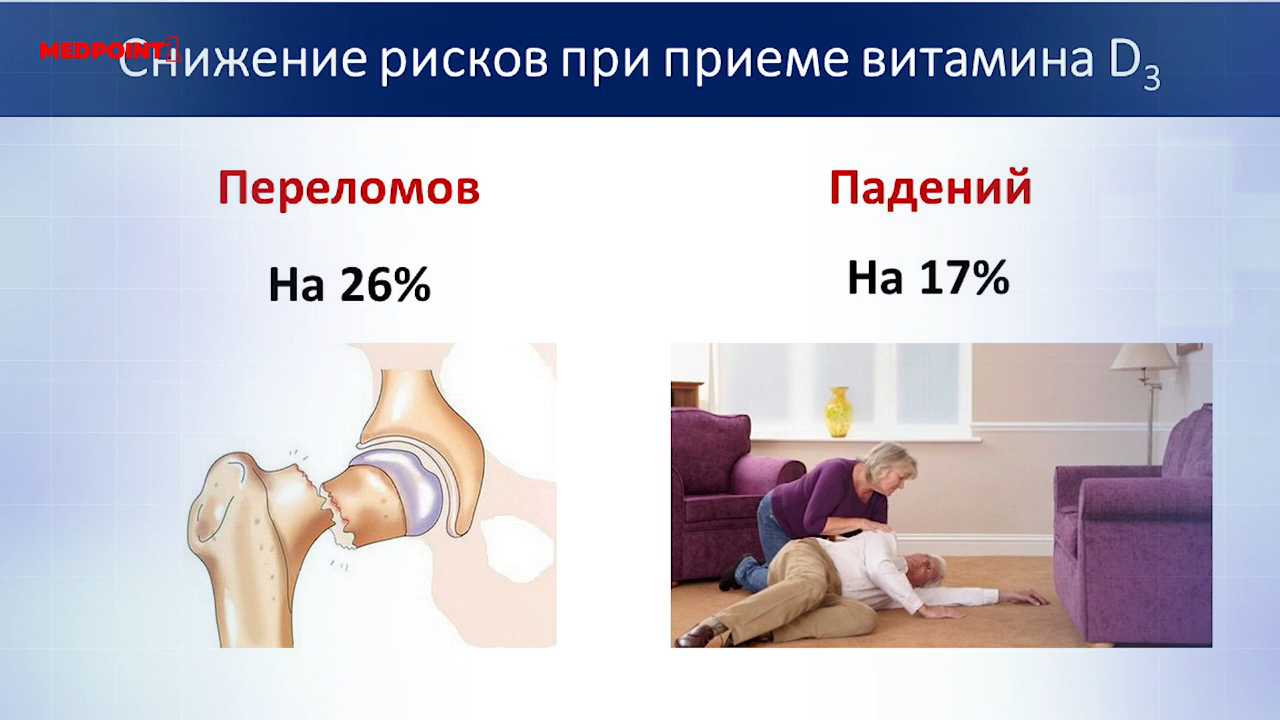 MEDPOINT
Снижение рисков при приеме витамина D3
Переломов
На 26%
Падений
На 17%